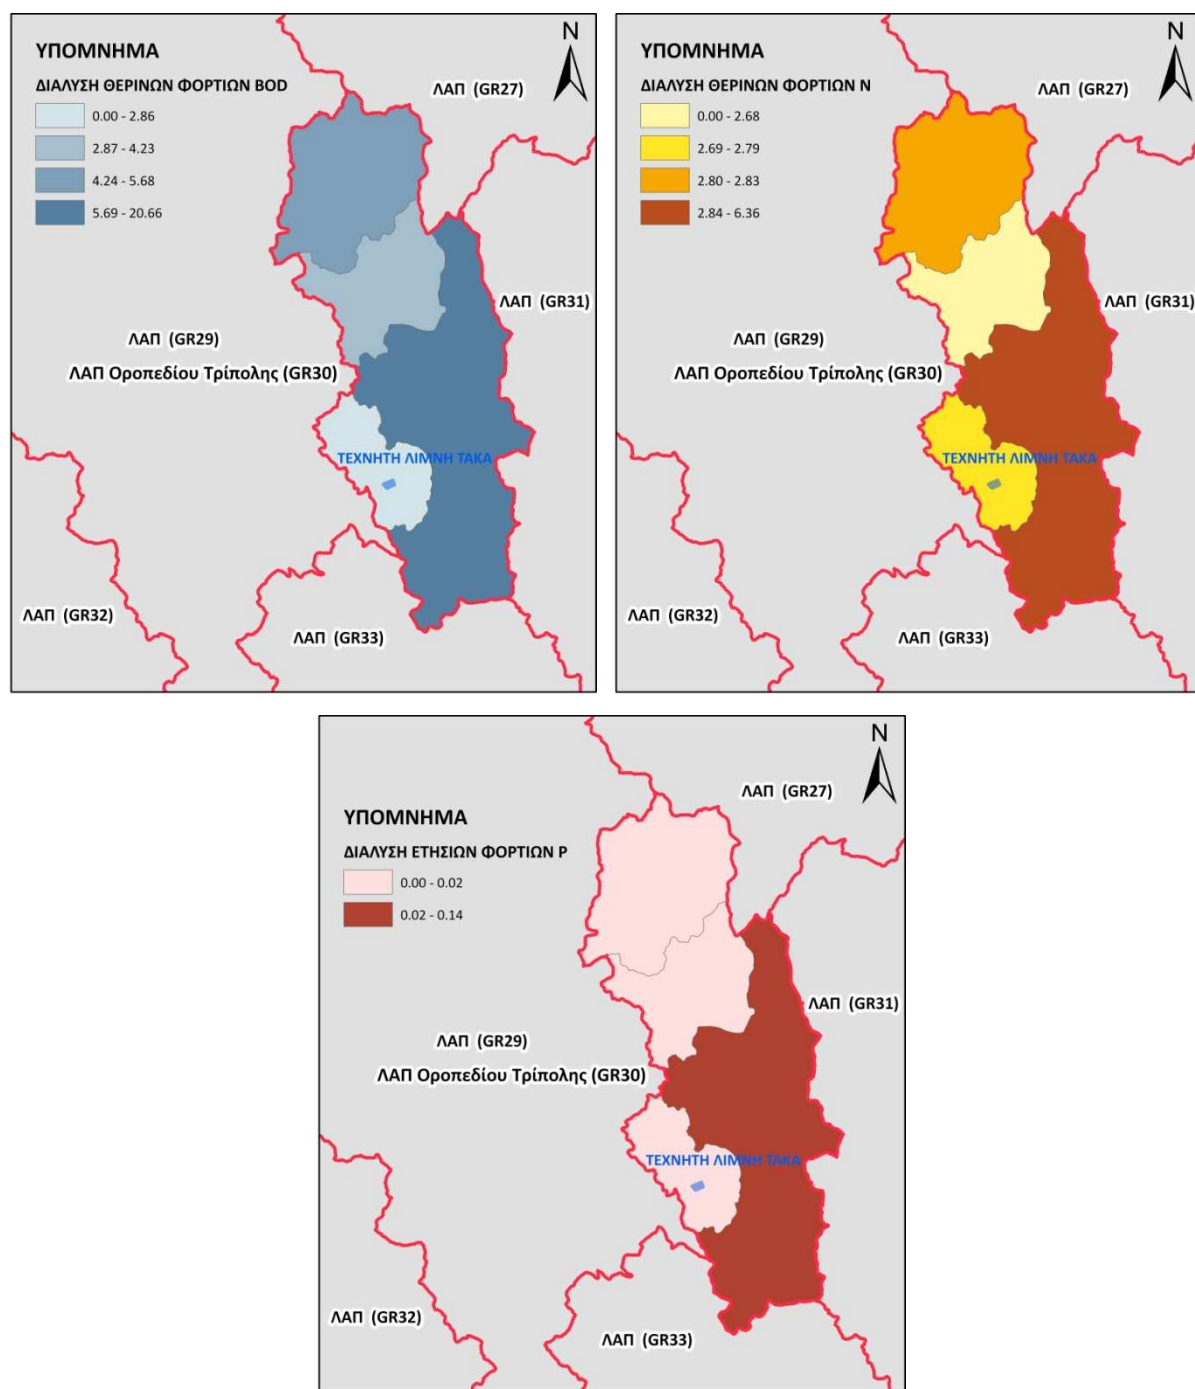 ΥΠΟΜΝΗΜΑ
ΔΙΑΛΥΣΗ ΘΕΡΙΝΩΝ ΦΟΡΤΙΩΝ BOD
0.00 - 2.86
2.87 - 4.23
4.24 - 5.68
5.69 - 20.66
N
ΛΑΠ (GR27)
ΛΑΠ (GR31)
ΛΑΠ (GR29)
ΛΑΠ Οροπεδίου Τρίπολης (GR30)
ΤΕΧΝΗΤΗ ΛΙΜΝΗ ΤΑΚΑ
ΛΑΠ (GR32)
ΛΑΠ (GR33)
ΥΠΟΜΝΗΜΑ
ΔΙΑΛΥΣΗ ΘΕΡΙΝΩΝ ΦΟΡΤΙΩΝ N
0.00 - 2.68
2.69 - 2.79
2.80 - 2.83
2.84 - 6.36
N
ΛΑΠ (GR27)
ΛΑΠ (GR31)
ΛΑΠ (GR29)
ΛΑΠ Οροπεδίου Τρίπολης (GR30)
ΤΕΧΝΗΤΗ ΛΙΜΝΗ ΤΑΚΑ
ΛΑΠ (GR32)
ΛΑΠ (GR33)
ΥΠΟΜΝΗΜΑ
ΔΙΑΛΥΣΗ ΕΤΗΣΙΩΝ ΦΟΡΤΙΩΝ P
0.00 - 0.02
0.02 - 0.14
N
ΛΑΠ (GR27)
ΛΑΠ (GR31)
ΛΑΠ (GR29)
ΛΑΠ Οροπεδίου Τρίπολης (GR30)
ΤΕΧΝΗΤΗ ΛΙΜΝΗ ΤΑΚΑ
ΛΑΠ (GR32)
ΛΑΠ (GR33)